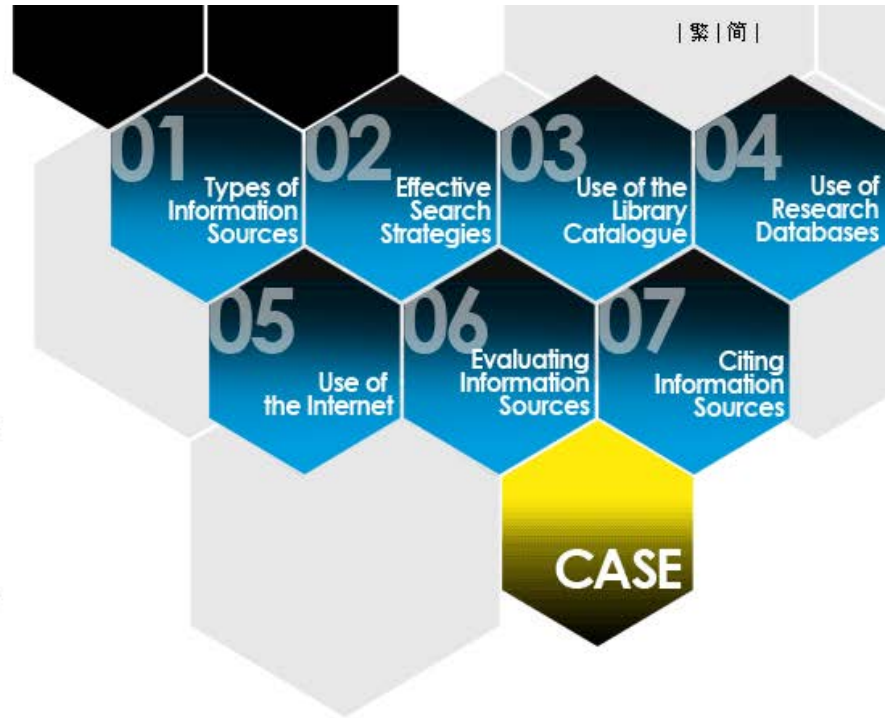 |繁|简|
01
Types of
Information
Sources
02
Effective
Search
Strategies
03
Use of the
Library
Catalogue
04
Use of
Research
Databases
05
Use of
the Internet
06
Evaluating
Information
Sources
07
Citing
Information
Sources
CASE